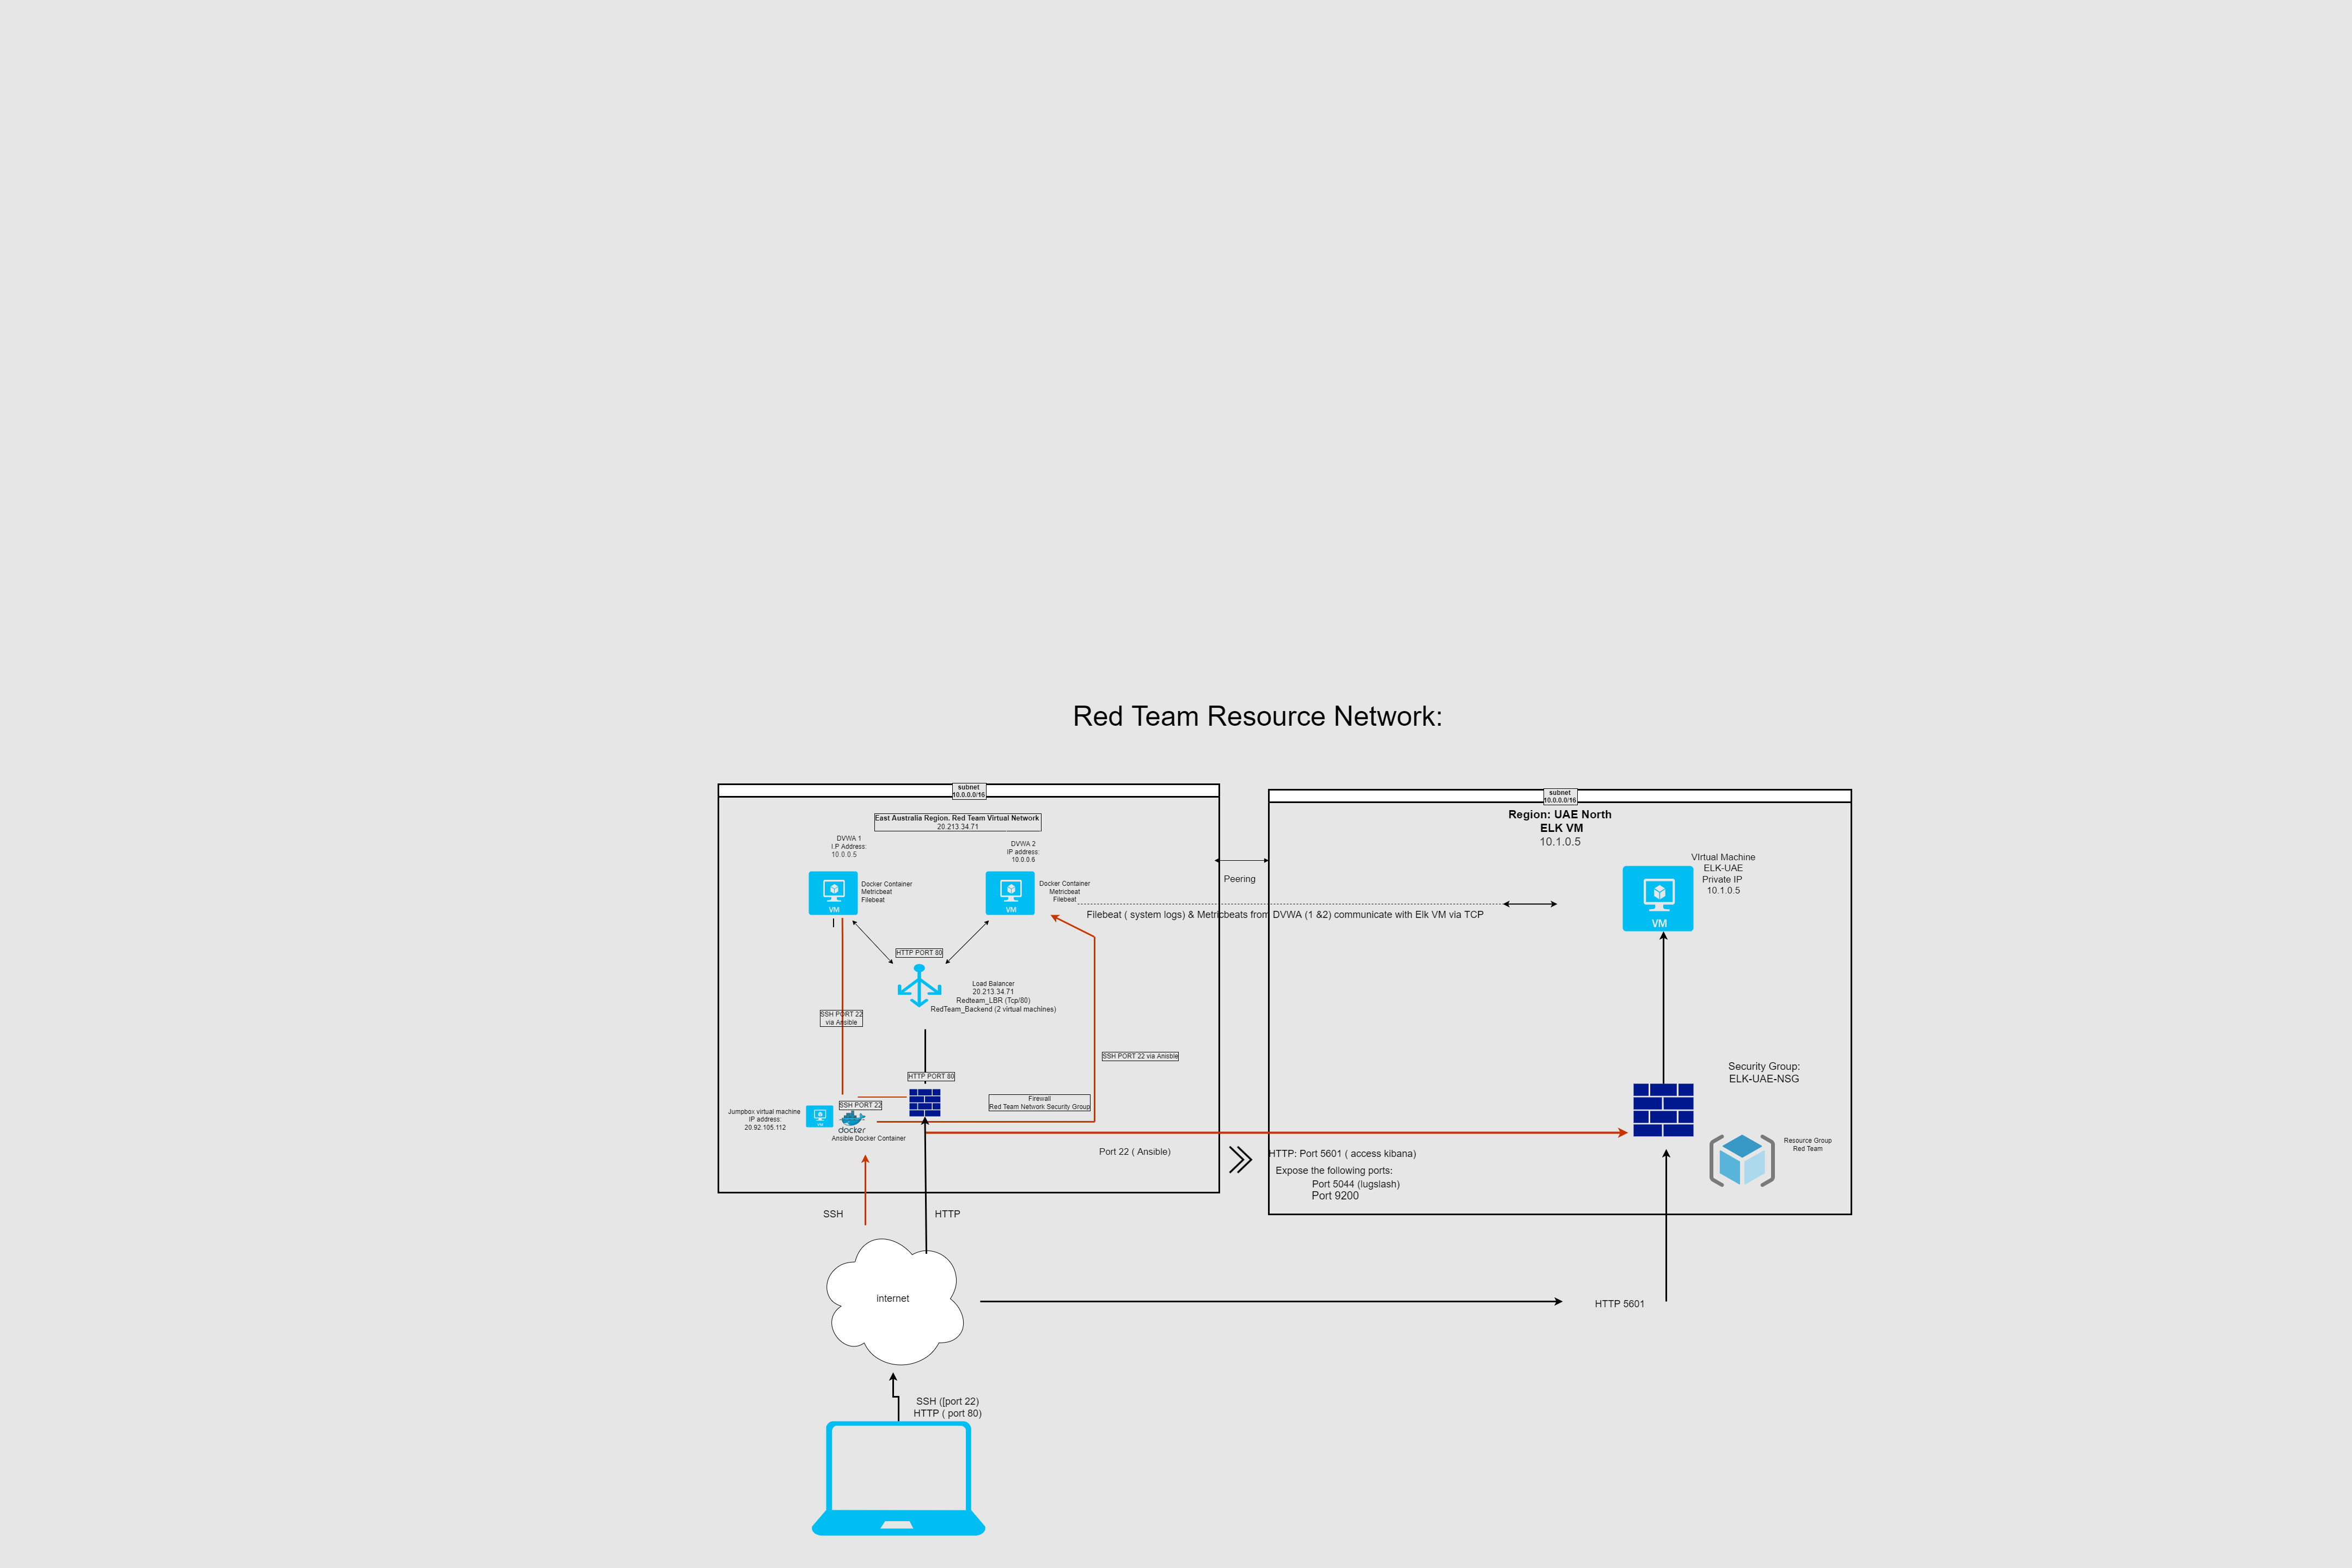 Red Team Resource Network:
subnet
10.0.0.0/16
East Australia Region. Red Team Virtual Network
20.213.34.71
DVWA 1
I.P Address:
10.0.0.5
DVWA 2
IP address:
10.0.0.6
VM
Docker Container
Metricbeat
Filebeat
VM
Docker Container
Metricbeat
Filebeat
HTTP PORT 80
Load Balancer
20.213.34.71
Redteam_LBR (Tcp/80)
RedTeam_Backend (2 virtual machines)
SSH PORT 22
via Ansible
SSH PORT 22 via Anisble
HTTP PORT 80
SSH PORT 22
Firewall
Red Team Network Security Group
Jumpbox virtual machine
IP address:
20.92.105.112
VM
docker
Ansible Docker Container
Port 22 ( Ansible)
Peering
Filebeat ( system logs) & Metricbeats from DVWA (1 &2) communicate with Elk VM via TCP
subnet
10.0.0.0/16
Region: UAE North
ELK VM
10.1.0.5
VIrtual Machine
ELK-UAE
Private IP
10.1.0.5
VM
Security Group:
ELK-UAE-NSG
Resource Group
Red Team
HTTP: Port 5601 ( access kibana)
Expose the following ports:
Port 5044 (lugslash)
Port 9200
SSH
HTTP
internet
HTTP 5601
SSH ([port 22)
HTTP ( port 80)